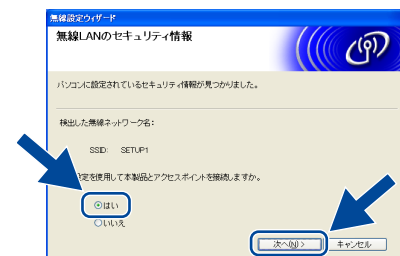 無線設定ウィザード
無線LANのセキュリティ情報
パソコンに設定されているセキュリティ情報が見つかりました。
検出した無線ネットワーク名:
SSID: SETUP1
定を使用して本製品とアクセスポイントを接続しますか。
はい
いいえ
次へ(N) > キャンセル